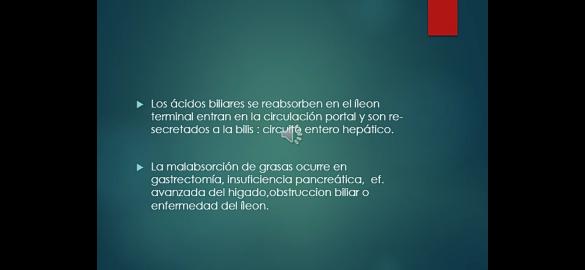 Los ácidos biliares se reabsorben en el íleon
terminal entran en la circulación portal y son re-
secretados a la bilis : circuito entero hepático.
La malabsorción de grasas ocurre en
gastrectomía, insuficiencia pancreática, ef.
avanzada del higado,obstruccion biliar o
enfermedad del íleon.